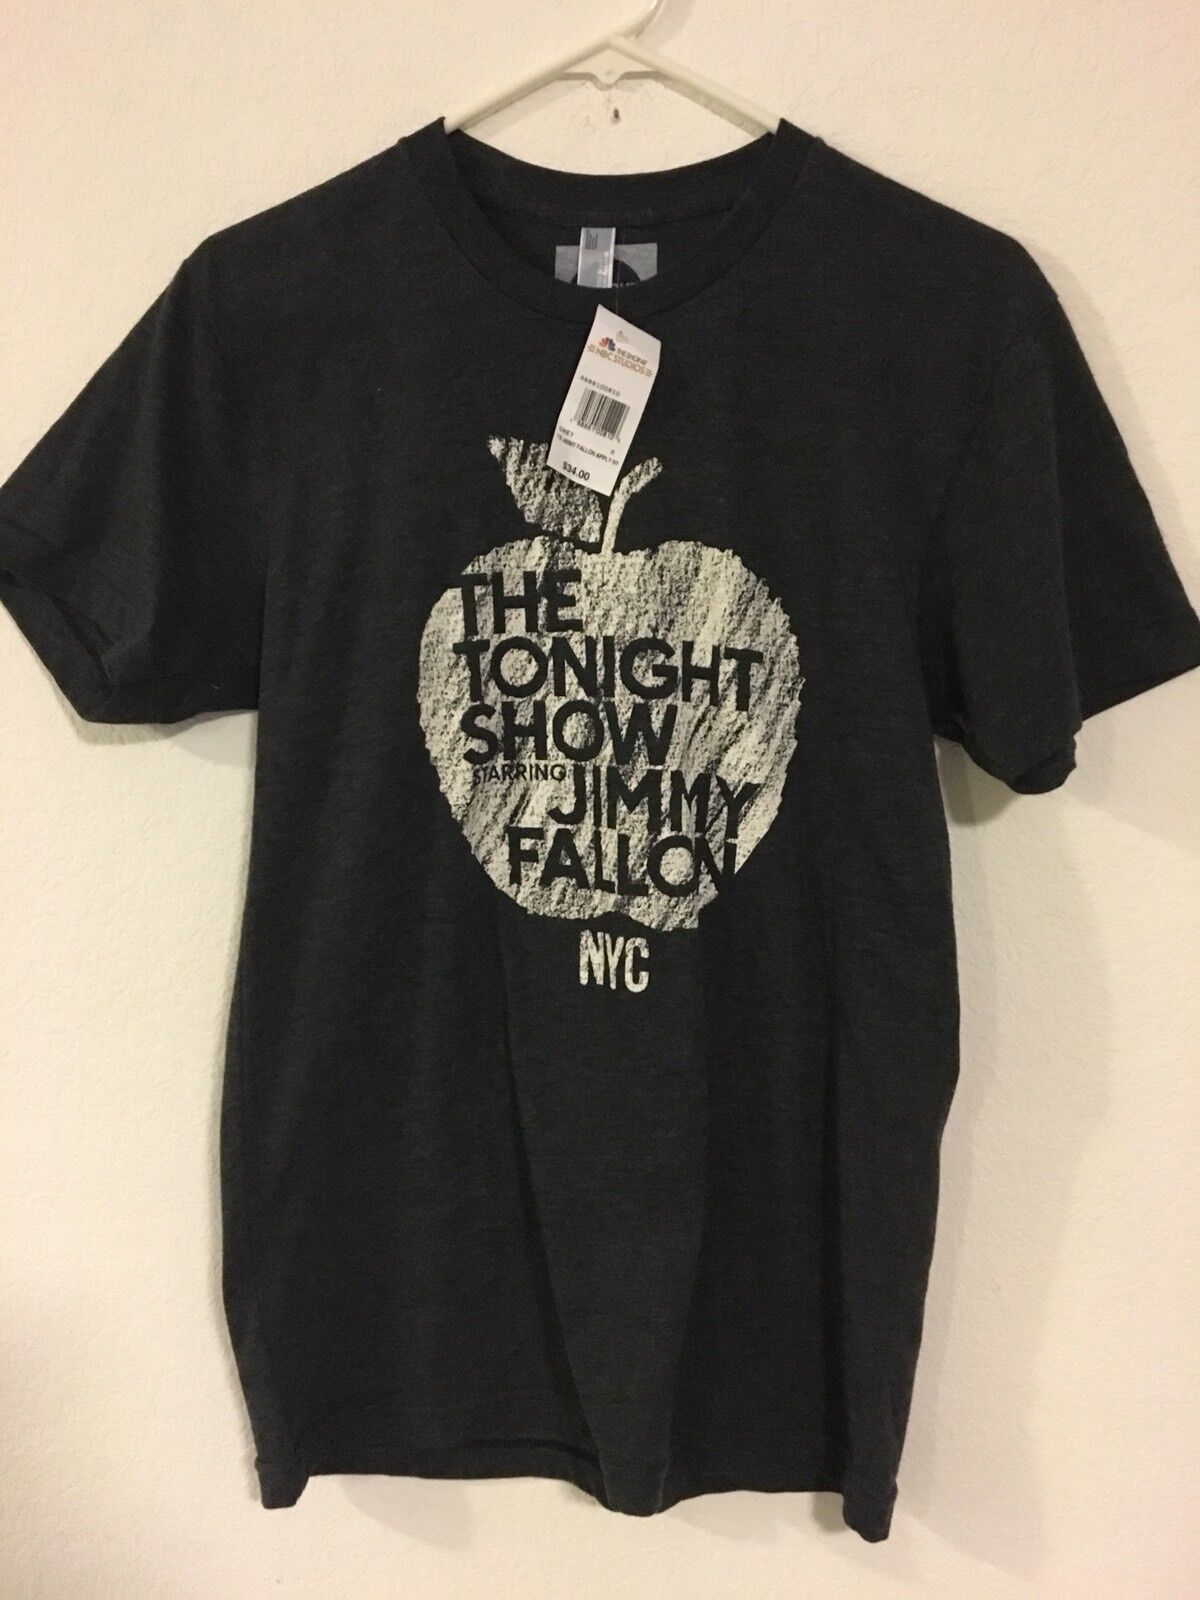 THE SHOP AT
NBC STUDIOS
$34.00
THE
TONIGHT
SHOW
STARRING JIMMY
FALLON
NYC